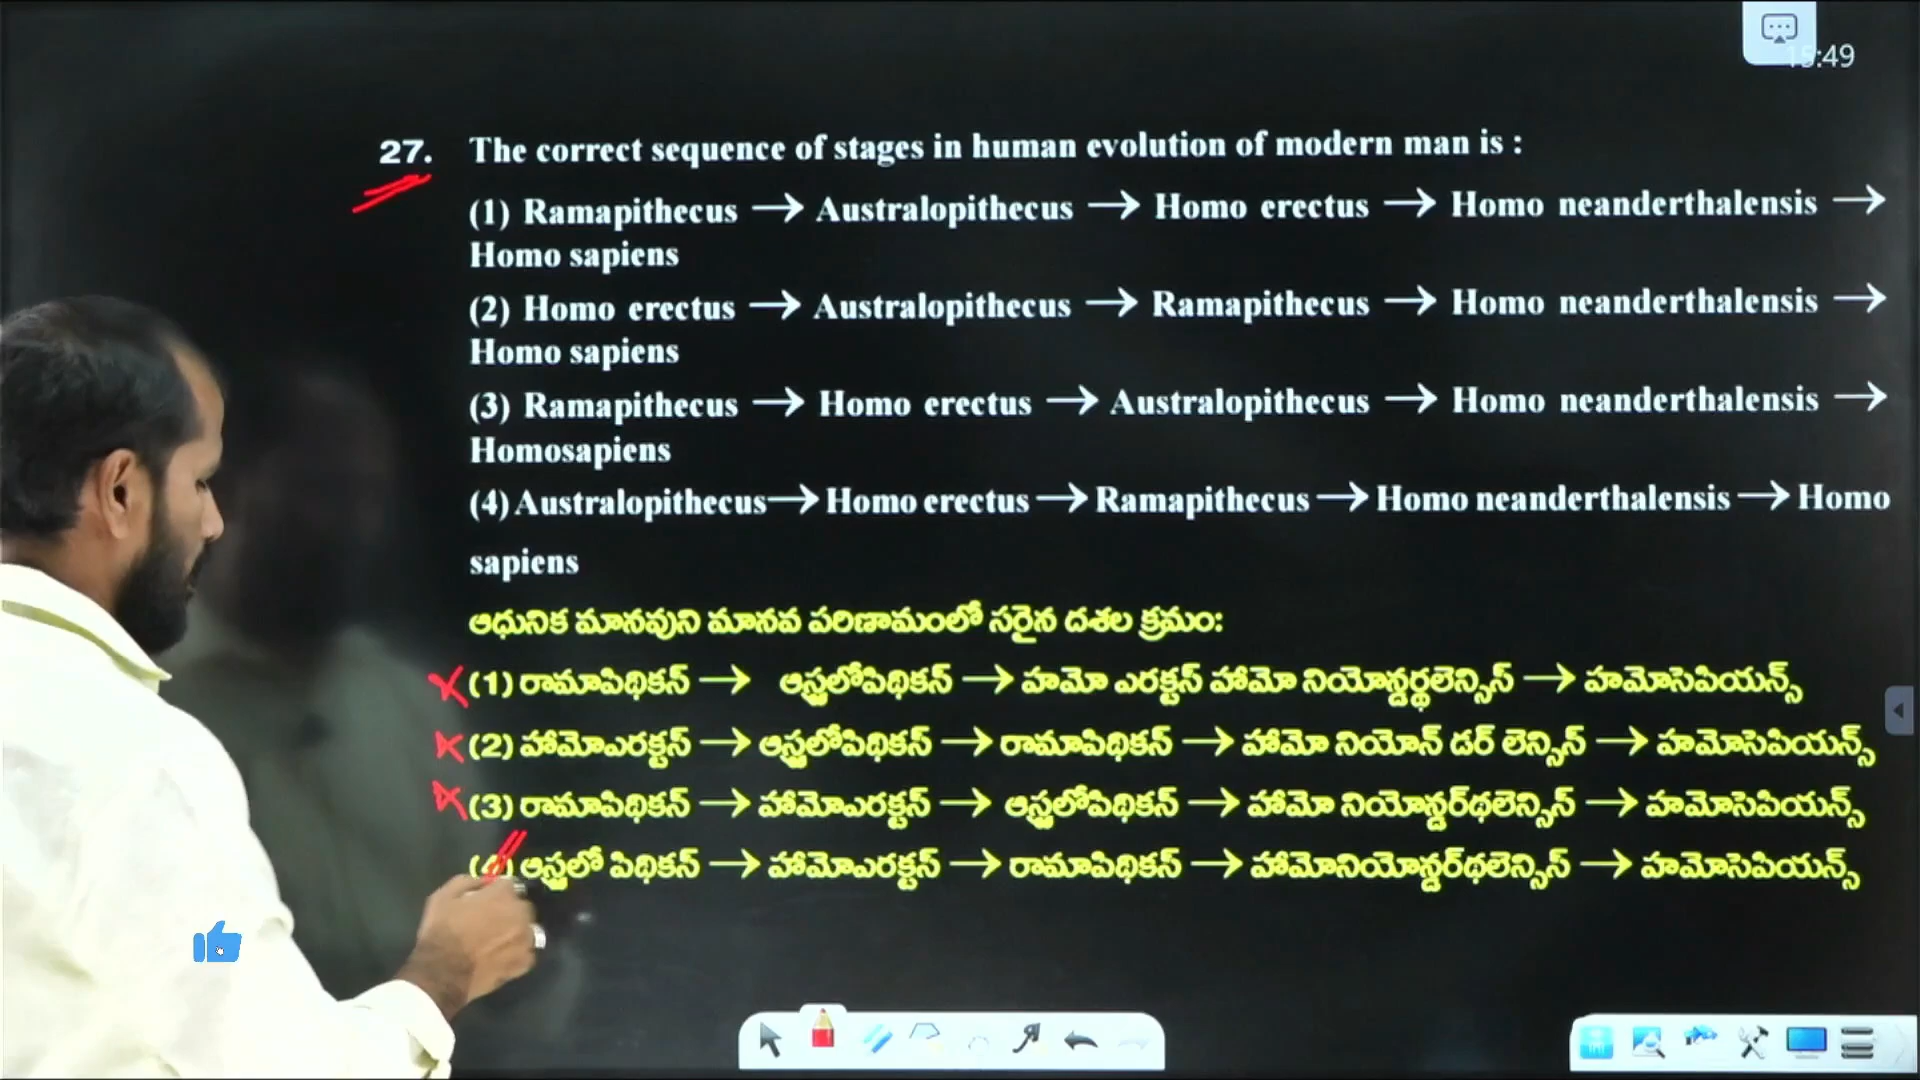 15:49
27. The correct sequence of stages in human evolution of modern man is :
(1) Ramapithecus → Australopithecus → Homo erectus → Homo neanderthalensis →
Homo sapiens
(2) Homo erectus → Australopithecus → Ramapithecus → Homo neanderthalensis →
Homo sapiens
(3) Ramapithecus → Homo erectus → Australopithecus → Homo neanderthalensis →
Homosapiens
(4) Australopithecus → Homo erectus → Ramapithecus → Homo neanderthalensis → Homo
sapiens
ఆధునిక మానవుని మానవ పరిణామంలో సరైన దశల క్రమం:
(1) రామాపిథికస్ → ఆస్ట్రలోపిథికస్ → హమో ఎరక్టస్ హామో నియోన్డర్థలెన్సిస్ → హమోసెపియన్స్
(2) హామోఎరక్టస్ → ఆస్ట్రలోపిథికస్ → రామాపిథికస్ → హామో నియోన్ డర్ లెన్సిస్ → హమోసెపియన్స్
(3) రామాపిథికస్ → హామోఎరక్టస్ → ఆస్ట్రలోపిథికస్ → హామో నియోన్డర్‌థలెన్సిస్ → హమోసెపియన్స్
(4) ఆస్ట్రలో పిథికస్ → హామోఎరక్టస్ → రామాపిథికస్ → హామోనియోన్డర్‌థలెన్సిస్ → హమోసెపియన్స్